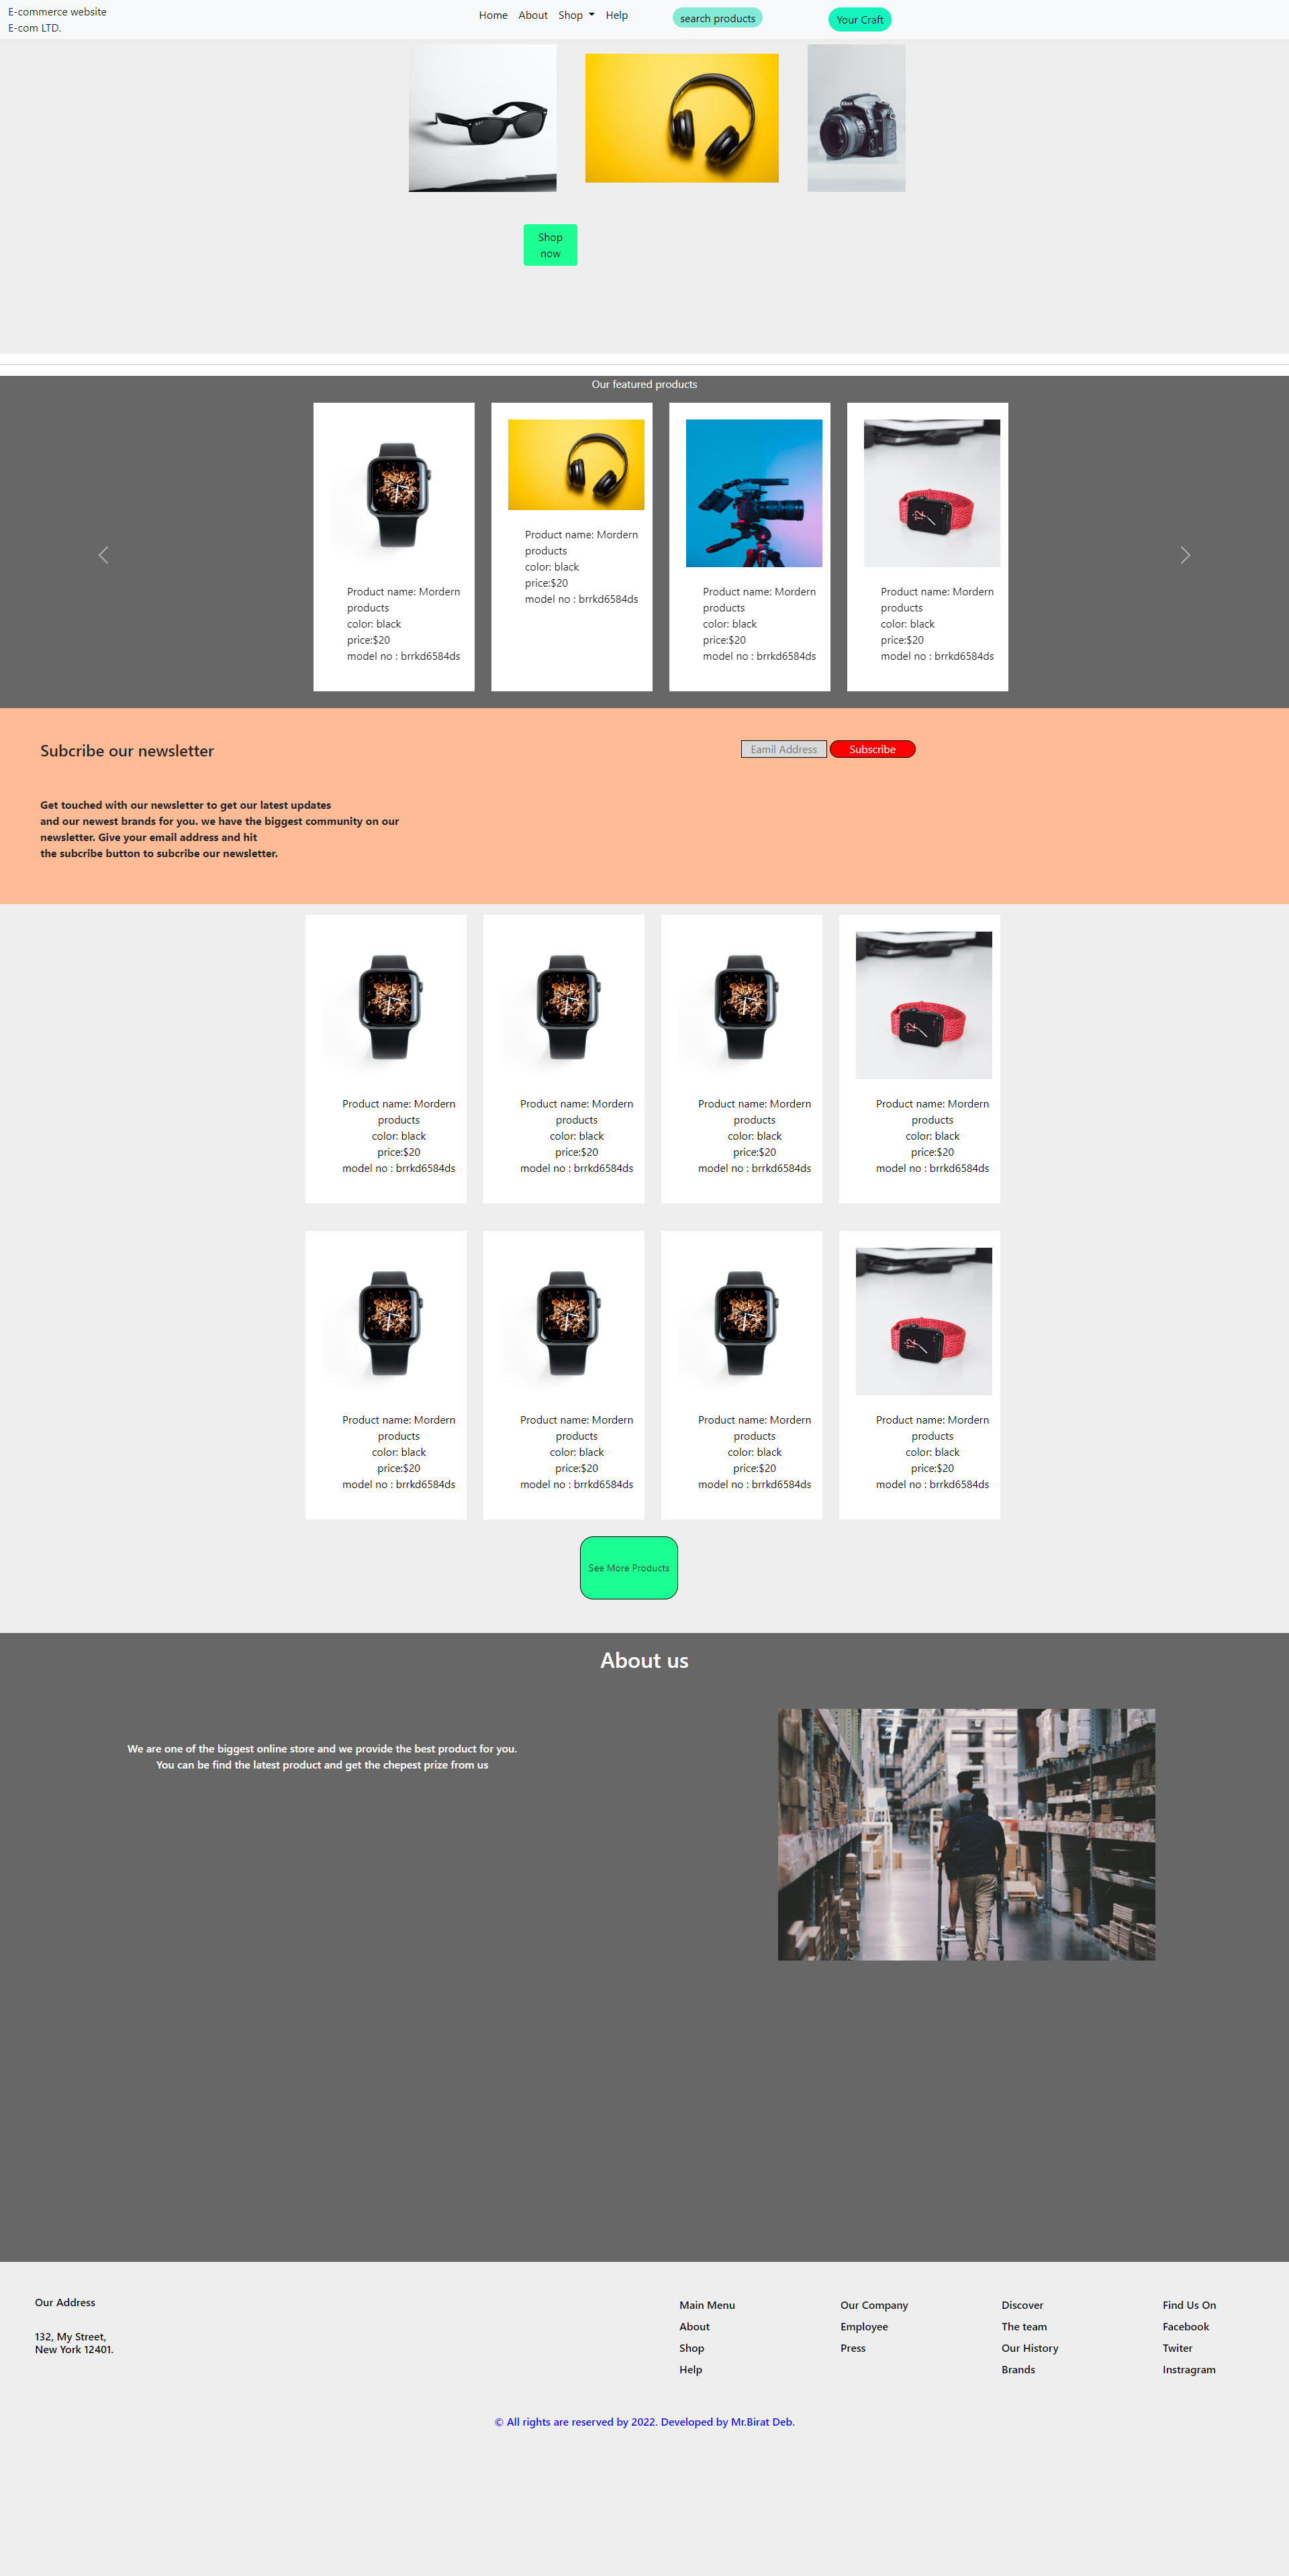 E-commerce website
E-com LTD.
Home About Shop Help
search products
Your Craft
Shop
now
Our featured products
Product name: Mordern
products
color: black
price:$20
model no : brrkd6584ds
Product name: Mordern
products
color: black
price:$20
model no : brrkd6584ds
Product name: Mordern
products
color: black
price:$20
model no : brrkd6584ds
Product name: Mordern
products
color: black
price:$20
model no : brrkd6584ds
Subcribe our newsletter
Eamil Address
Subscribe
Get touched with our newsletter to get our latest updates
and our newest brands for you. we have the biggest community on our
newsletter. Give your email address and hit
the subcribe button to subcribe our newsletter.
Product name: Mordern
products
color: black
price:$20
model no : brrkd6584ds
Product name: Mordern
products
color: black
price:$20
model no : brrkd6584ds
Product name: Mordern
products
color: black
price:$20
model no : brrkd6584ds
Product name: Mordern
products
color: black
price:$20
model no : brrkd6584ds
Product name: Mordern
products
color: black
price:$20
model no : brrkd6584ds
Product name: Mordern
products
color: black
price:$20
model no : brrkd6584ds
Product name: Mordern
products
color: black
price:$20
model no : brrkd6584ds
Product name: Mordern
products
color: black
price:$20
model no : brrkd6584ds
See More Products
About us
We are one of the biggest online store and we provide the best product for you.
You can be find the latest product and get the chepest prize from us
Our Address
132, My Street,
New York 12401.
Main Menu
About
Shop
Help
Our Company
Employee
Press
Discover
The team
Our History
Brands
Find Us On
Facebook
Twiter
Instragram
© All rights are reserved by 2022. Developed by Mr.Birat Deb.